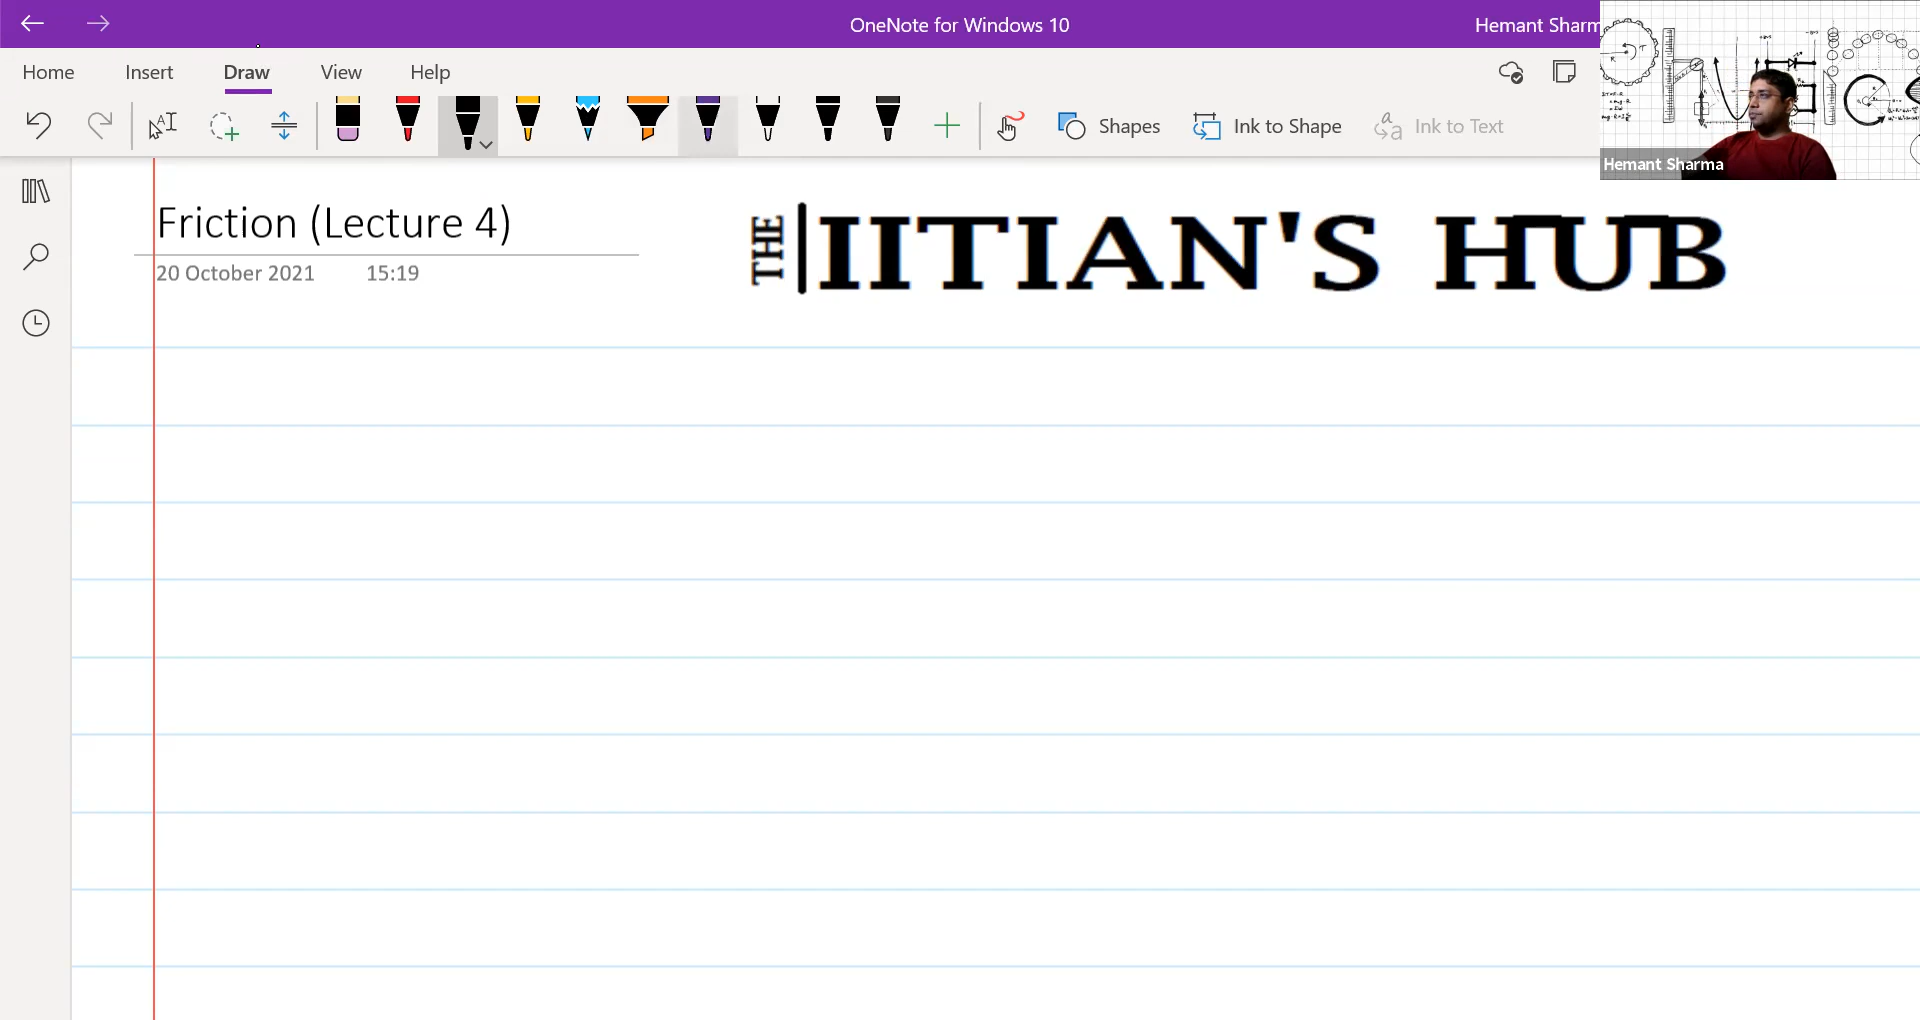 OneNote for Windows 10
Hemant Sharm
Home Insert Draw View Help
Shapes Ink to Shape Ink to Text
Hemant Sharma
Friction (Lecture 4)
THE IITIAN'S HUB
20 October 2021 15:19